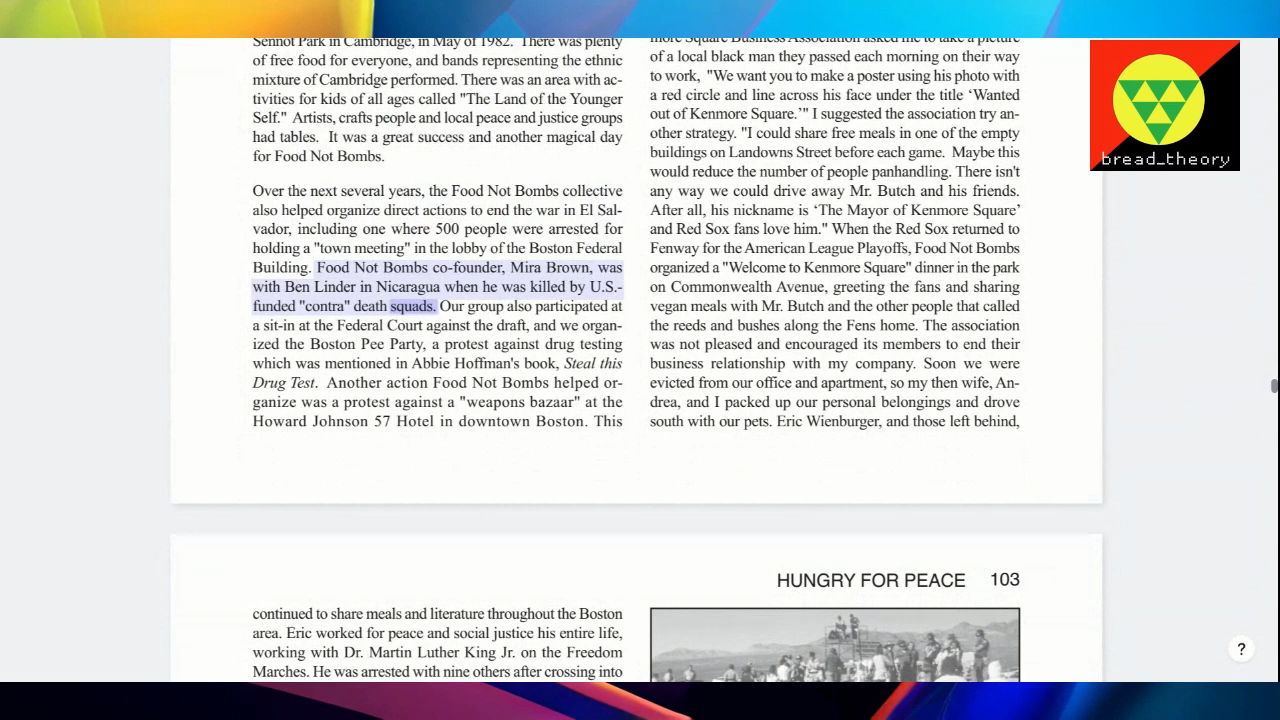 Sennot Park in Cambridge, in May of 1982.  There was plenty
of free food for everyone, and bands representing the ethnic
mixture of Cambridge performed. There was an area with ac-
tivities for kids of all ages called "The Land of the Younger
Self."  Artists, crafts people and local peace and justice groups
had tables.  It was a great success and another magical day
for Food Not Bombs.
Over the next several years, the Food Not Bombs collective
also helped organize direct actions to end the war in El Sal-
vador, including one where 500 people were arrested for
holding a "town meeting" in the lobby of the Boston Federal
Building. Food Not Bombs co-founder, Mira Brown, was
with Ben Linder in Nicaragua when he was killed by U.S.-
funded "contra" death squads. Our group also participated at
a sit-in at the Federal Court against the draft, and we organ-
ized the Boston Pee Party, a protest against drug testing
which was mentioned in Abbie Hoffman's book, Steal this
Drug Test.  Another action Food Not Bombs helped or-
ganize was a protest against a "weapons bazaar" at the
Howard Johnson 57 Hotel in downtown Boston. This
more Square Business Association asked me to take a picture
of a local black man they passed each morning on their way
to work, "We want you to make a poster using his photo with
a red circle and line across his face under the title ‘Wanted
out of Kenmore Square.’" I suggested the association try an-
other strategy. "I could share free meals in one of the empty
buildings on Landowns Street before each game.  Maybe this
would reduce the number of people panhandling. There isn't
any way we could drive away Mr. Butch and his friends.
After all, his nickname is ‘The Mayor of Kenmore Square’
and Red Sox fans love him." When the Red Sox returned to
Fenway for the American League Playoffs, Food Not Bombs
organized a "Welcome to Kenmore Square" dinner in the park
on Commonwealth Avenue, greeting the fans and sharing
vegan meals with Mr. Butch and the other people that called
the reeds and bushes along the Fens home. The association
was not pleased and encouraged its members to end their
business relationship with my company. Soon we were
evicted from our office and apartment, so my then wife, An-
drea, and I packed up our personal belongings and drove
south with our pets. Eric Wienburger, and those left behind,
bread_theory
HUNGRY FOR PEACE 103
continued to share meals and literature throughout the Boston
area. Eric worked for peace and social justice his entire life,
working with Dr. Martin Luther King Jr. on the Freedom
Marches. He was arrested with nine others after crossing into
?